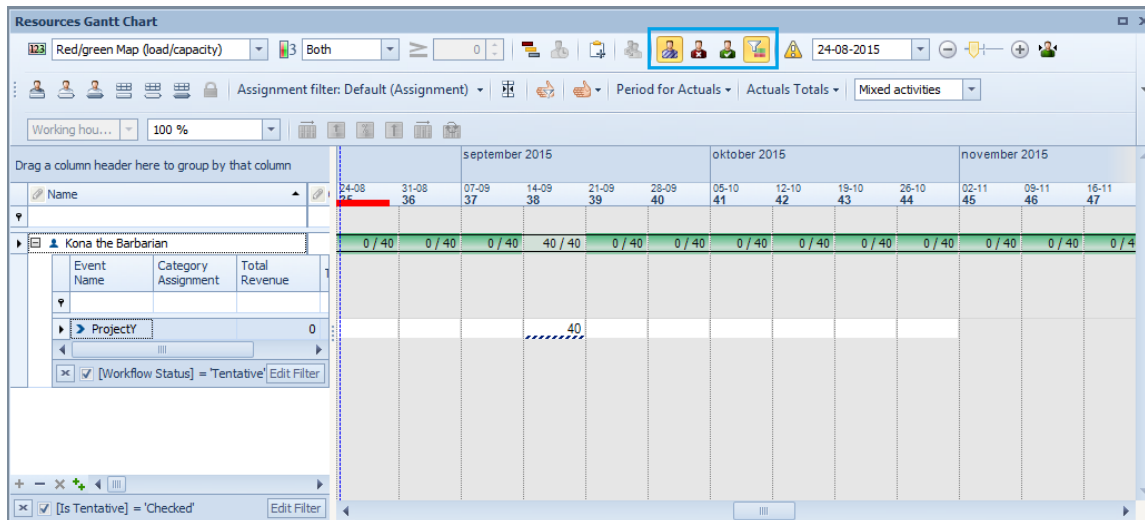 Resources Gantt Chart
123 Red/green Map (load/capacity) 3 Both 0 24-08-2015
Assignment filter: Default (Assignment) Period for Actuals Actuals Totals Mixed activities
Working hou... 100 %
Drag a column header here to group by that column
september 2015 oktober 2015 november 2015
Name
24-08 31-08 07-09 14-09 21-09 28-09 05-10 12-10 19-10 26-10 02-11 09-11 16-11
35 36 37 38 39 40 41 42 43 44 45 46 47
Kona the Barbarian 0 / 40 0 / 40 0 / 40 40 / 40 0 / 40 0 / 40 0 / 40 0 / 40 0 / 40 0 / 40 0 / 40 0 / 40 0 / 4
Event Name Category Assignment Total Revenue
ProjectY 0 40
[Workflow Status] = 'Tentative' Edit Filter
[Is Tentative] = 'Checked' Edit Filter